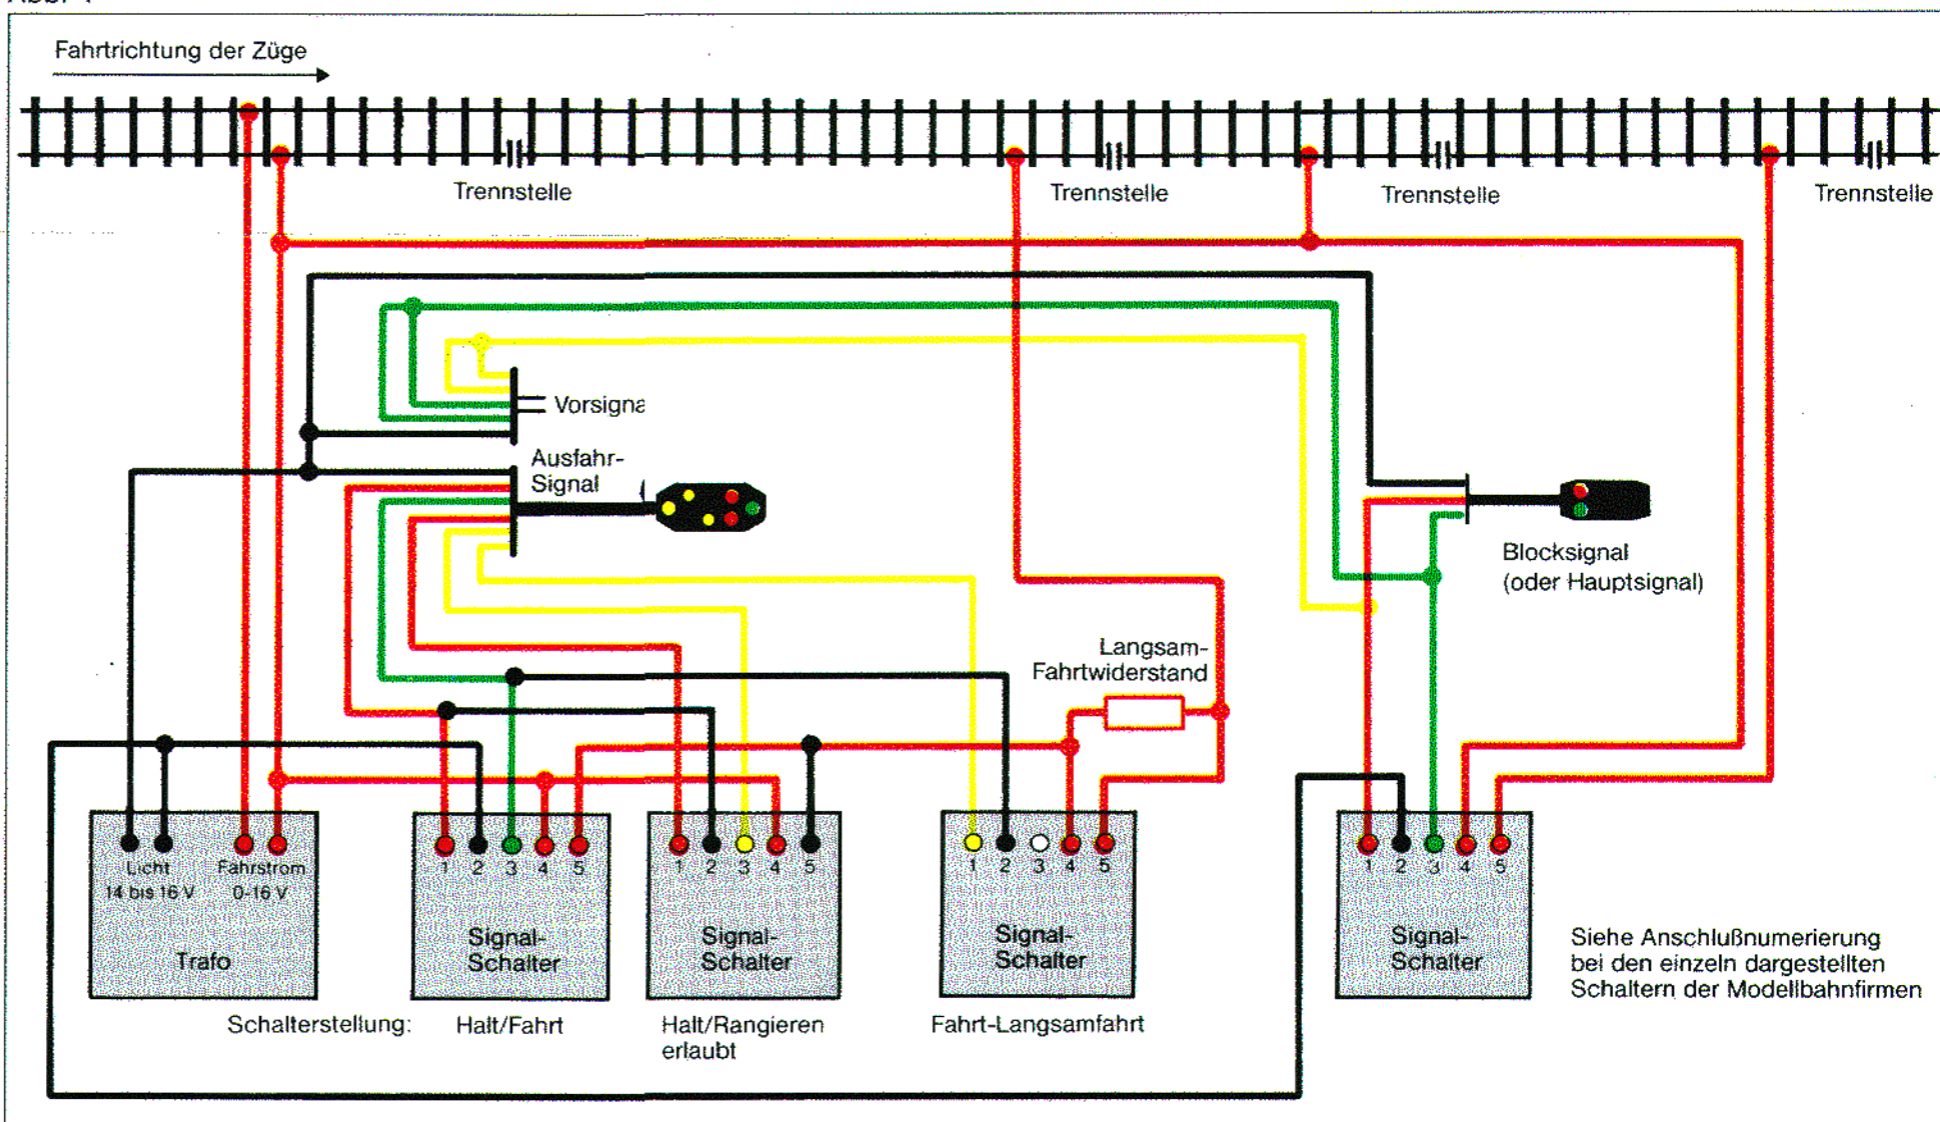 Fahrtrichtung der Züge
Trennstelle
Trennstelle
Trennstelle
Trennstelle
Vorsigna
Ausfahr-
Signal
Blocksignal
(oder Hauptsignal)
Langsam-
Fahrtwiderstand
Licht
14 bis 16 V
Fahrstrom
0-16 V
Trafo
1 2 3 4 5
Signal-
Schalter
1 2 3 4 5
Signal-
Schalter
1 2 3 4 5
Signal-
Schalter
1 2 3 4 5
Signal-
Schalter
Siehe Anschlußnumerierung
bei den einzeln dargestellten
Schaltern der Modellbahnfirmen
Schalterstellung:
Halt/Fahrt
Halt/Rangieren
erlaubt
Fahrt-Langsamfahrt